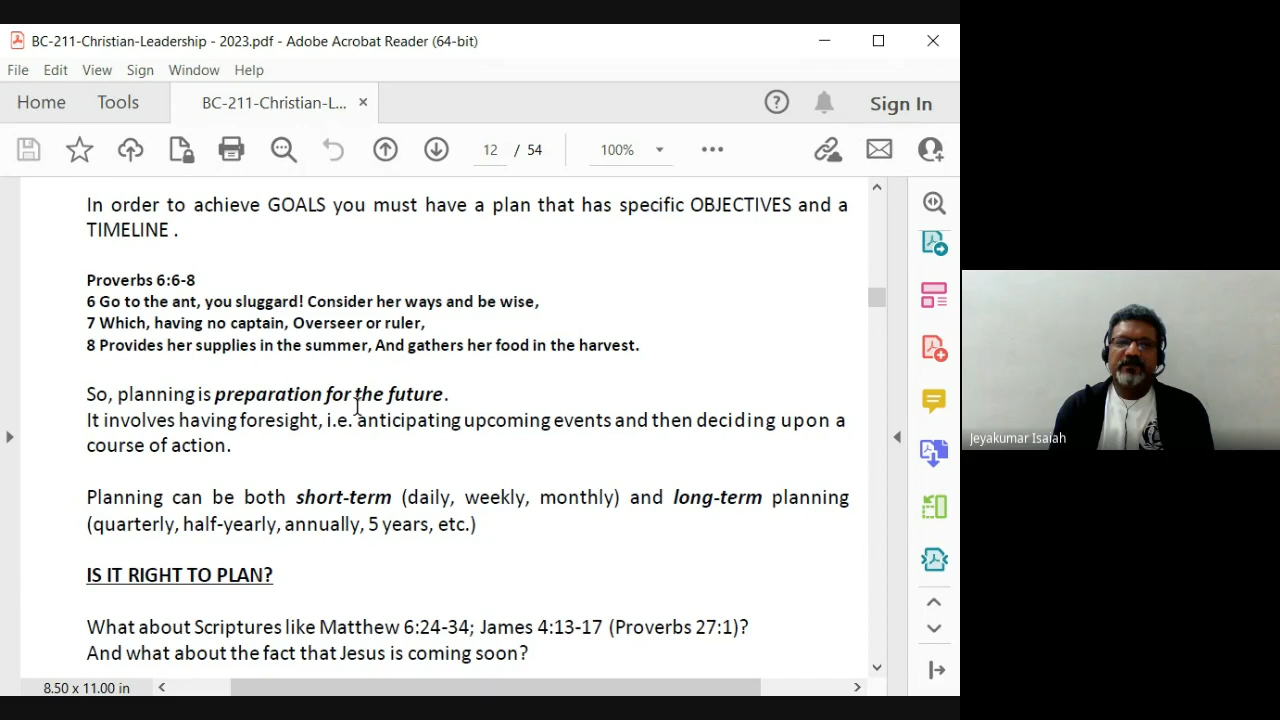 BC-211-Christian-Leadership - 2023.pdf - Adobe Acrobat Reader (64-bit)
File Edit View Sign Window Help
Home Tools BC-211-Christian-L... × Sign In
12 / 54 100%
In order to achieve GOALS you must have a plan that has specific OBJECTIVES and a
TIMELINE .
Proverbs 6:6-8
6 Go to the ant, you sluggard! Consider her ways and be wise,
7 Which, having no captain, Overseer or ruler,
8 Provides her supplies in the summer, And gathers her food in the harvest.
So, planning is preparation for the future.
It involves having foresight, i.e. anticipating upcoming events and then deciding upon a
course of action.
Planning can be both short-term (daily, weekly, monthly) and long-term planning
(quarterly, half-yearly, annually, 5 years, etc.)
IS IT RIGHT TO PLAN?
What about Scriptures like Matthew 6:24-34; James 4:13-17 (Proverbs 27:1)?
And what about the fact that Jesus is coming soon?
8.50 x 11.00 in
Jeyakumar Isaiah